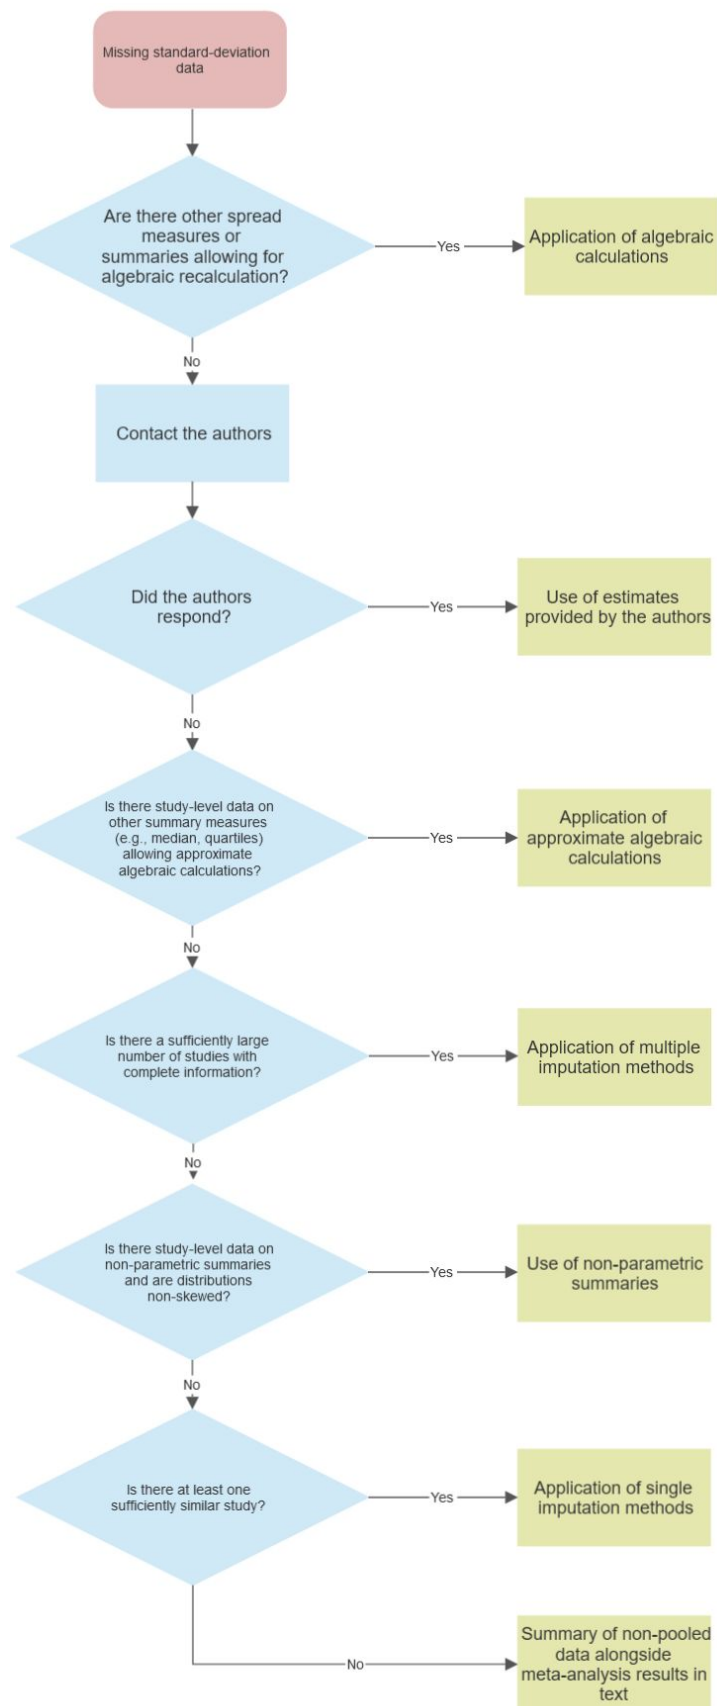 Missing standard-deviation
data
Are there other spread
measures or
summaries allowing for
algebraic recalculation?
Yes
Application of algebraic
calculations
No
Contact the authors
Did the authors
respond?
Yes
Use of estimates
provided by the authors
No
Is there study-level data on
other summary measures
(e.g., median, quartiles)
allowing approximate
algebraic calculations?
Yes
Application of
approximate algebraic
calculations
No
Is there a sufficiently large
number of studies with
complete information?
Yes
Application of multiple
imputation methods
No
Is there study-level data on
non-parametric summaries
and are distributions
non-skewed?
Yes
Use of non-parametric
summaries
No
Is there at least one
sufficiently similar study?
Yes
Application of single
imputation methods
No
Summary of non-pooled
data alongside
meta-analysis results in
text